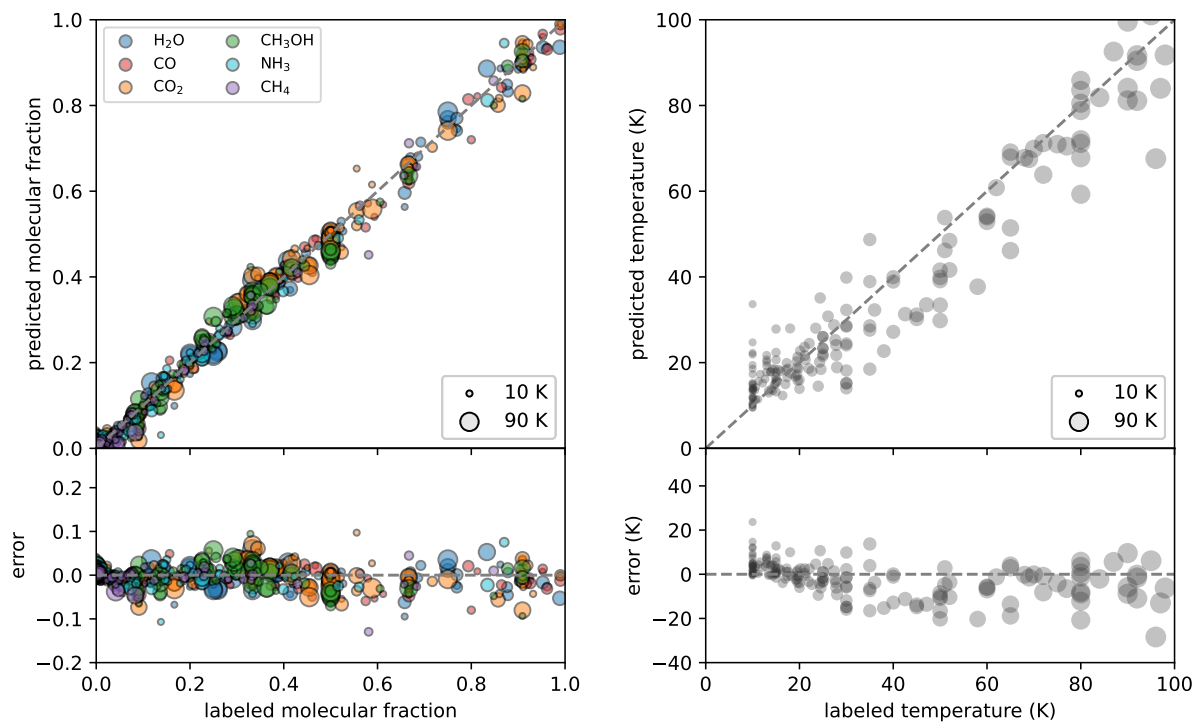 1.0
0.8
0.6
0.4
0.2
0.0
predicted molecular fraction
H₂O
CO
CO₂
CH₃OH
NH₃
CH₄
10 K
90 K
0.2
0.1
0.0
−0.1
−0.2
error
0.0 0.2 0.4 0.6 0.8 1.0
labeled molecular fraction
100
80
60
40
20
0
predicted temperature (K)
10 K
90 K
40
20
0
−20
−40
error (K)
0 20 40 60 80 100
labeled temperature (K)